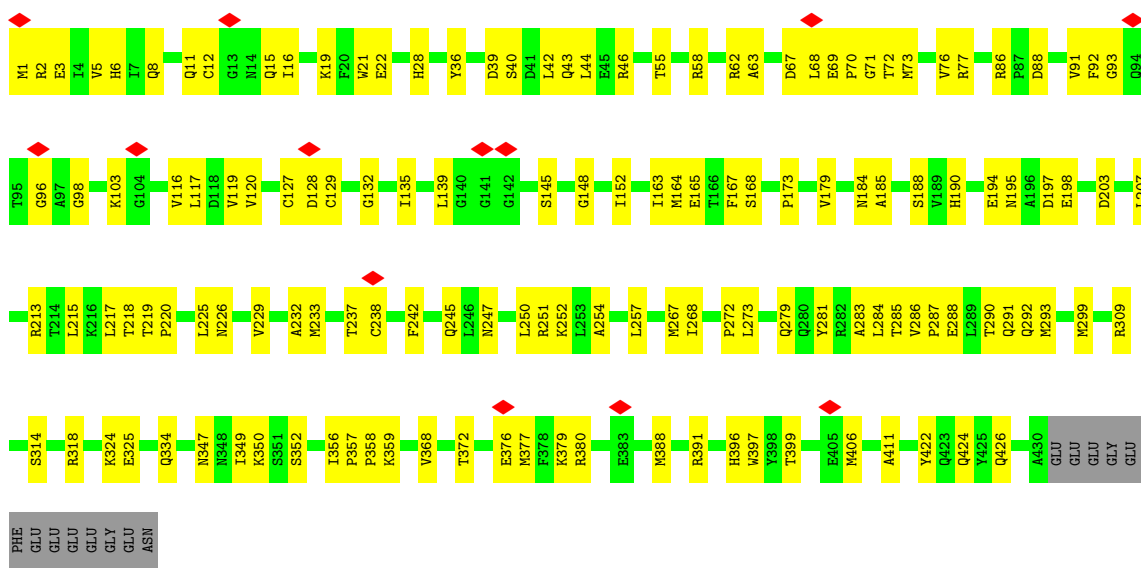 M1 R2 E3 I4 V5 H6 I7 Q8 Q11 C12 G13 N14 Q15 I16 K19 F20 W21 E22 H28 Y36 D39 S40 D41 L42 Q43 L44 E45 R46 T55 R58 R62 A63 D67 L68 E69 P70 G71 T72 M73 V76 R77 R86 P87 D88 V91 F92 G93 Q94
T95 G96 A97 G98 K103 G104 V116 L117 D118 V119 V120 C127 D128 C129 G132 I135 L139 G140 G141 G142 S145 G148 I152 I163 M164 E165 T166 F167 S168 P173 V179 N184 A185 S188 V189 H190 E194 N195 A196 D197 E198 D203
R213 T214 L215 K216 L217 T218 T219 P220 L225 N226 V229 A232 M233 T237 C238 F242 Q245 L246 N247 L250 R251 K252 L253 A254 L257 M267 I268 P272 L273 Q279 Q280 Y281 R282 A283 L284 T285 V286 P287 E288 L289 T290 Q291 Q292 M293 M299 R309
S314 R318 K324 E325 Q334 N347 N348 I349 K350 S351 S352 I356 P357 P358 K359 V368 T372 E376 M377 F378 K379 R380 E383 M388 R391 H396 W397 Y398 T399 E405 M406 A411 Y422 Q423 Q424 Y425 Q426 A430 GLU GLU GLU GLY GLU
PHE GLU GLU GLU GLU GLY GLU ASN